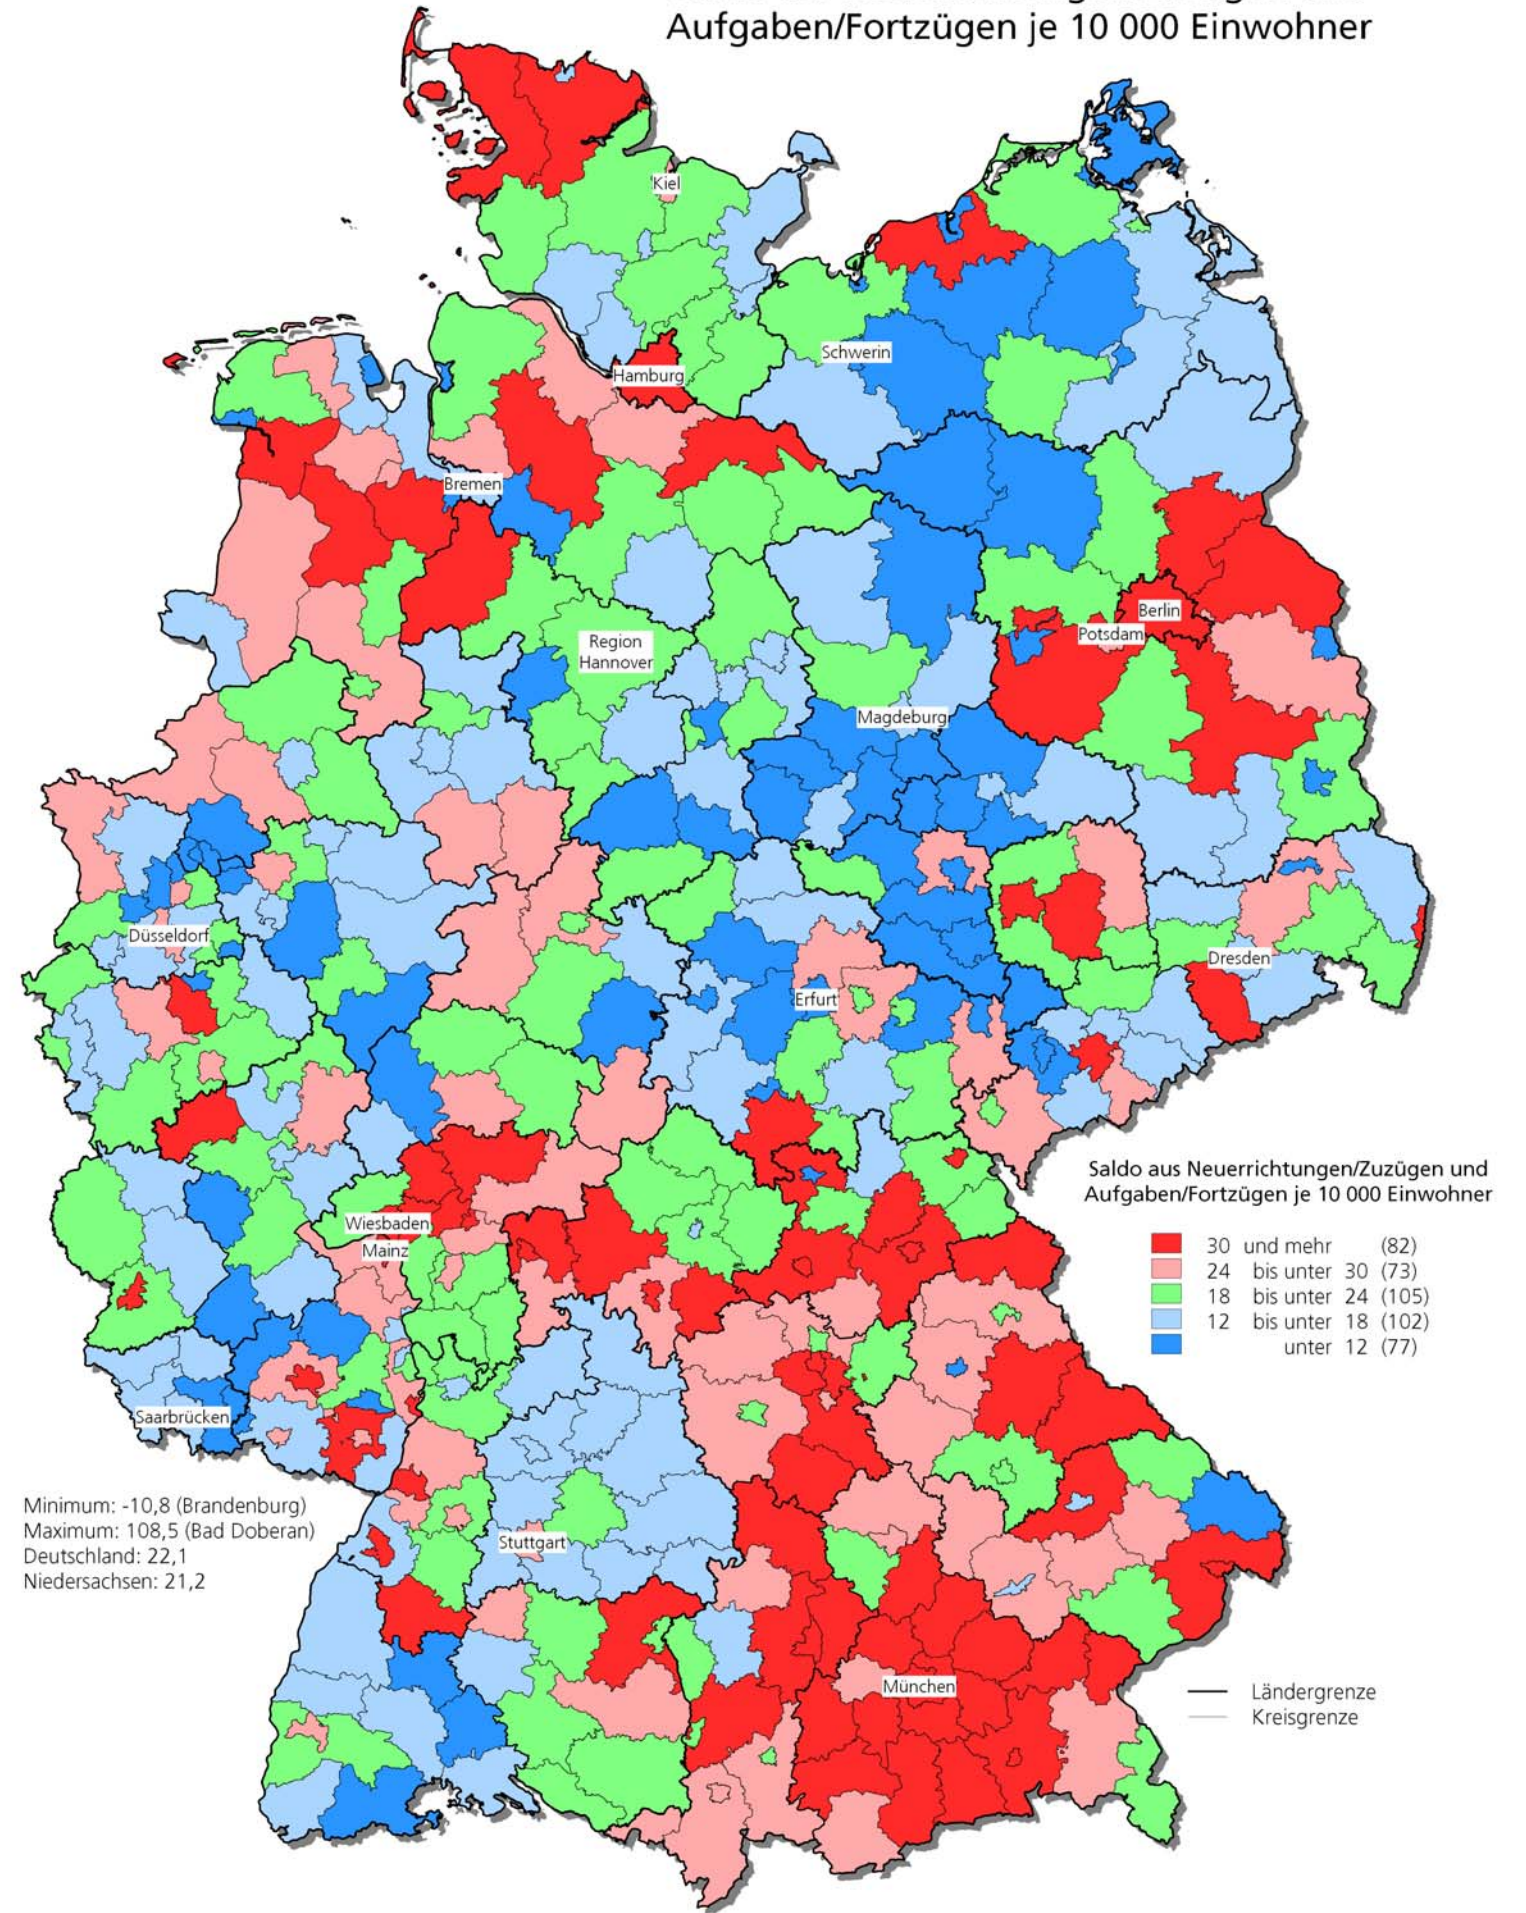 Aufgaben/Fortzügen je 10 000 Einwohner
Kiel
Schwerin
Hamburg
Bremen
Berlin
Potsdam
Region
Hannover
Magdeburg
Düsseldorf
Dresden
Erfurt
Wiesbaden
Mainz
Saarbrücken
Stuttgart
München
Saldo aus Neuerrichtungen/Zuzügen und
Aufgaben/Fortzügen je 10 000 Einwohner
30 und mehr (82)
24 bis unter 30 (73)
18 bis unter 24 (105)
12 bis unter 18 (102)
unter 12 (77)
Minimum: -10,8 (Brandenburg)
Maximum: 108,5 (Bad Doberan)
Deutschland: 22,1
Niedersachsen: 21,2
Ländergrenze
Kreisgrenze